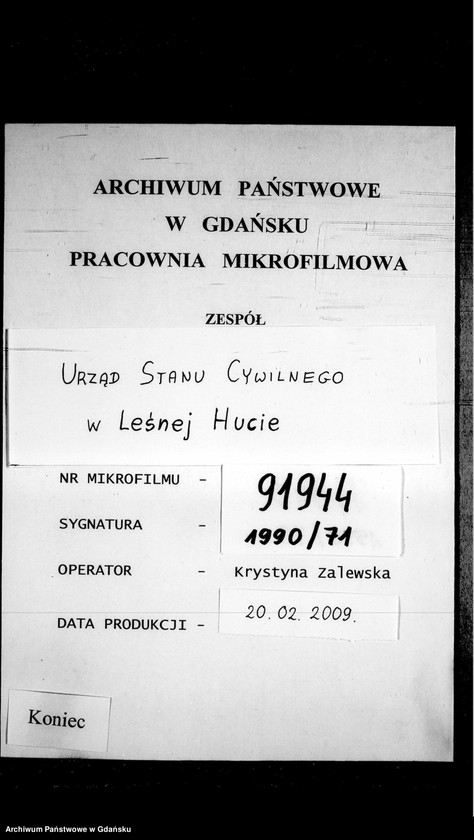 ARCHIWUM PAŃSTWOWE
W GDAŃSKU
PRACOWNIA MIKROFILMOWA
ZESPÓŁ
URZĄD STANU CYWILNEGO
w Leśnej Hucie
NR MIKROFILMU - 91944
SYGNATURA - 1990/71
OPERATOR - Krystyna Zalewska
DATA PRODUKCJI - 20. 02. 2009.
Koniec
Archiwum Państwowe w Gdańsku